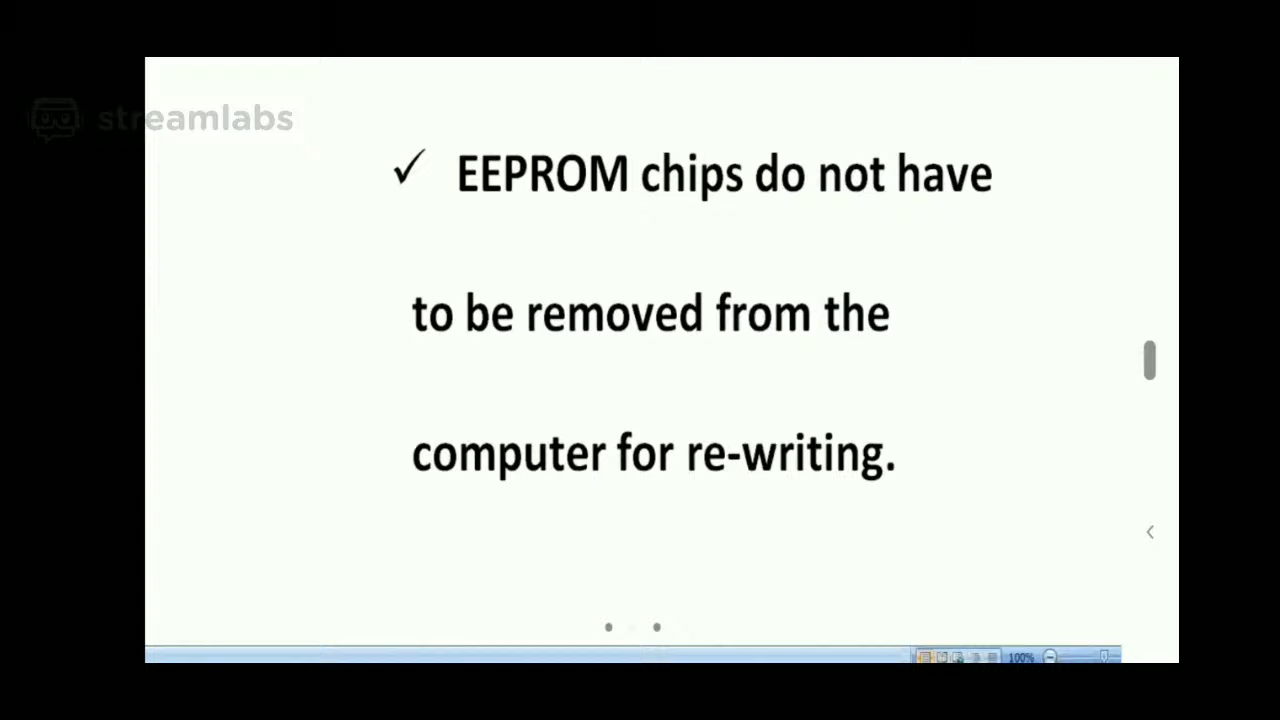 streamlabs
✓ EEPROM chips do not have
to be removed from the
computer for re-writing.
100%